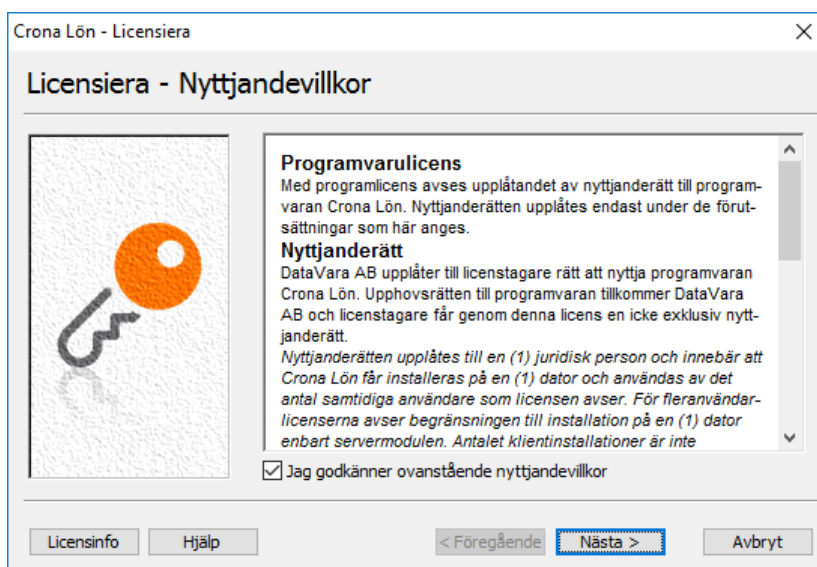 Crona Lön - Licensiera
Licensiera - Nyttjandevillkor
Programvarulicens
Med programlicens avses upplåtandet av nyttjanderätt till program-
varan Crona Lön. Nyttjanderätten upplåtes endast under de förut-
sättningar som här anges.
Nyttjanderätt
DataVara AB upplåter till licenstagare rätt att nyttja programvaran
Crona Lön. Upphovsrätten till programvaran tillkommer DataVara
AB och licenstagare får genom denna licens en icke exklusiv nytt-
janderätt.
Nyttjanderätten upplåtes till en (1) juridisk person och innebär att
Crona Lön får installeras på en (1) dator och användas av det
antal samtidiga användare som licensen avser. För fleranvändar-
licenserna avser begränsningen till installation på en (1) dator
enbart servermodulen. Antalet klientinstallationer är inte
Jag godkänner ovanstående nyttjandevillkor
Licensinfo
Hjälp
< Föregående
Nästa >
Avbryt